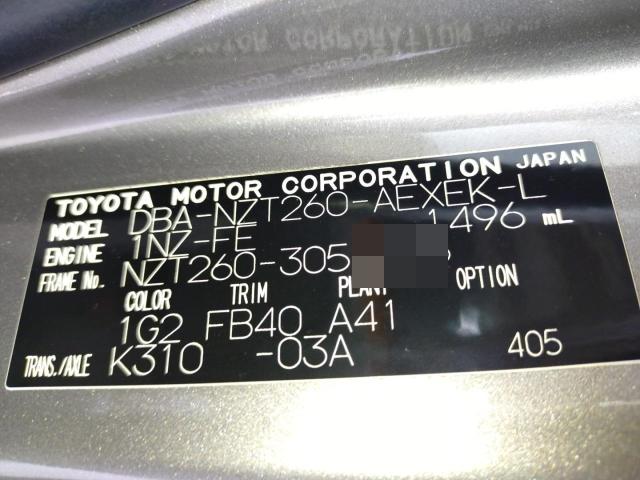 TOYOTA MOTOR CORPORATION JAPAN
MODEL DBA-NZT260-AEXEK-L
ENGINE 1NZ-FE 1496 mL
FRAME No. NZT260-305
COLOR TRIM PLANT OPTION
1G2 FB40 A41
TRANS./AXLE K310 -03A 405